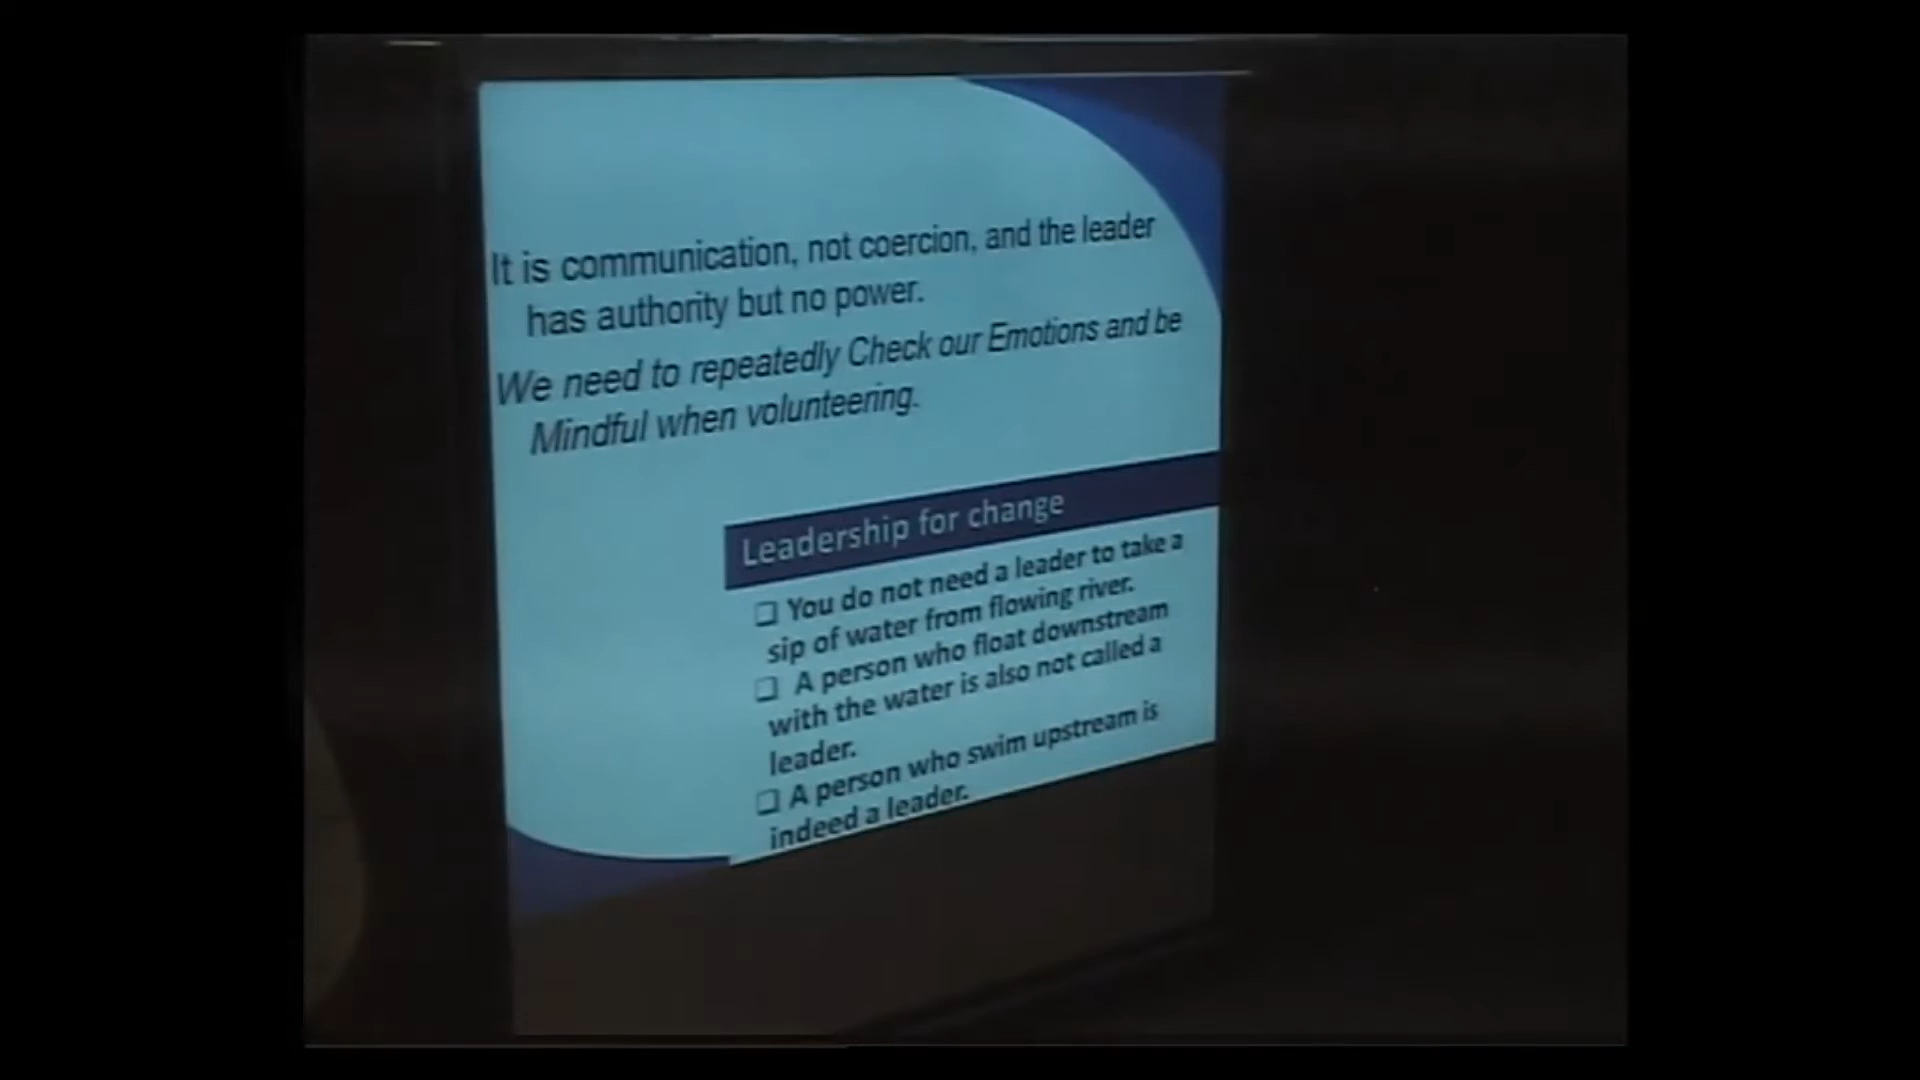 It is communication, not coercion, and the leader
has authority but no power.
We need to repeatedly Check our Emotions and be
Mindful when volunteering.
Leadership for change
❑ You do not need a leader to take a
sip of water from flowing river.
❑ A person who float downstream
with the water is also not called a
leader.
❑ A person who swim upstream is
indeed a leader.